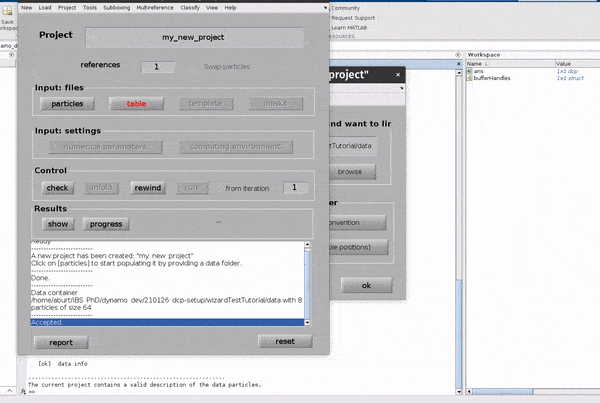 New Load Project Tools Subboxing Multireference Classify View Help
Community
Request Support
Learn MATLAB
RESOURCES
Save
Project my_new_project
references 1 Swap particles
Input: files
particles table template masks
Input: settings
numerical parameters computing environment
Control
check unfold rewind run from iteration 1
Results
show progress --
Ready
-----------------------
A new project has been created: "my_new_project"
Click on [particles] to start populating it by providing a data folder.
-----------------------
Done.
-----------------------
Data container
/home/aburt/IBS_PhD/dynamo_dev/210126_dcp-setup/wizardTestTutorial/data with 8
particles of size 64
-----------------------
Accepted.
report reset
roject"
nd want to lir
tTutorial/data
browse
er
onvention
le positions)
ok
Workspace
Name Value
ans 1x1 dcp
bufferHandles 1x1 struct
[ok] data info
The current project contains a valid description of the data particles.
fx >>